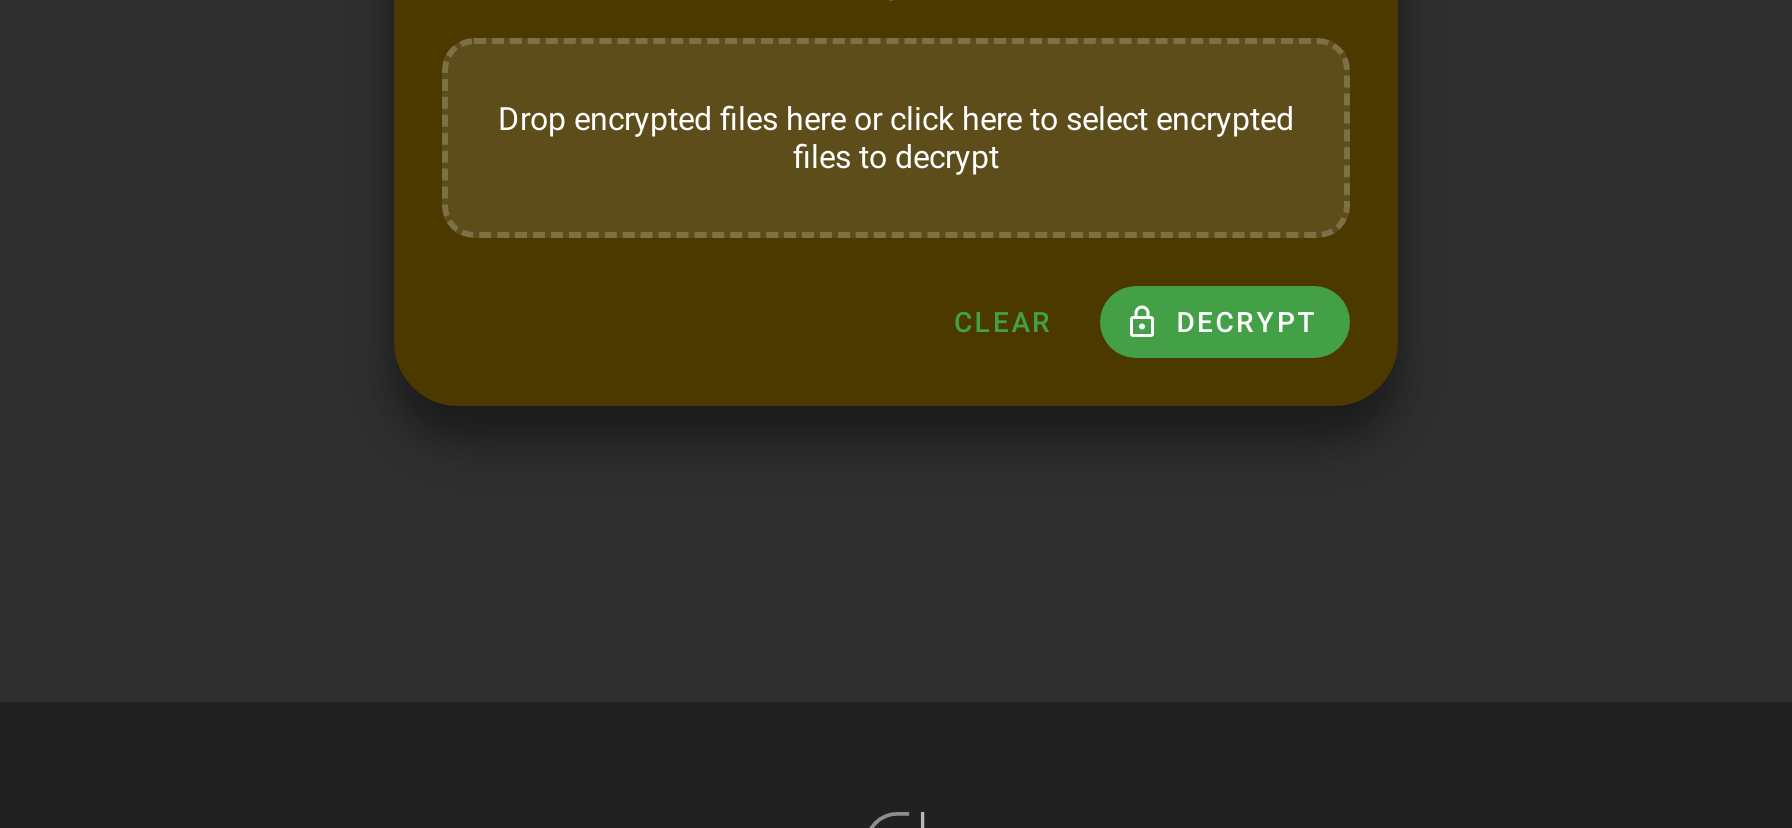 Drop encrypted files here or click here to select encrypted
files to decrypt
CLEAR
DECRYPT